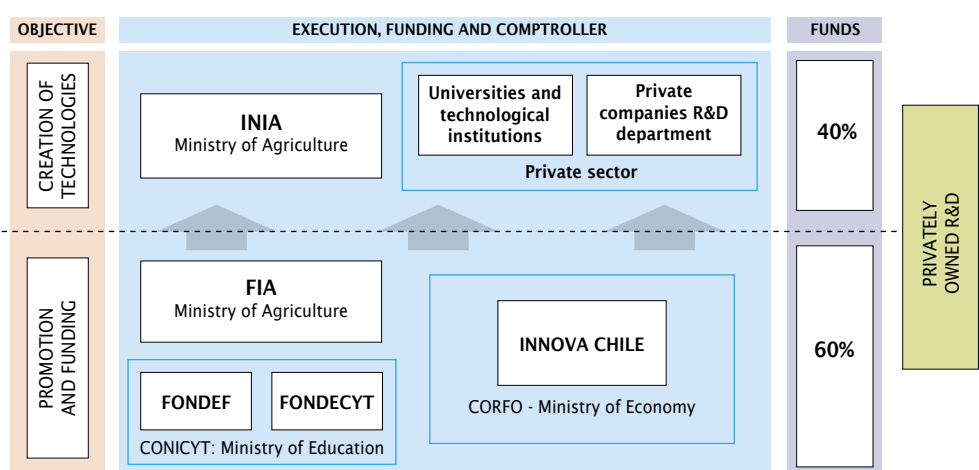 OBJECTIVE
EXECUTION, FUNDING AND COMPTROLLER
FUNDS
CREATION OF
TECHNOLOGIES
INIA
Ministry of Agriculture
Universities and
technological
institutions
Private
companies R&D
department
Private sector
40%
PRIVATELY
OWNED R&D
PROMOTION
AND FUNDING
FIA
Ministry of Agriculture
FONDEF
FONDECYT
CONICYT: Ministry of Education
INNOVA CHILE
CORFO - Ministry of Economy
60%